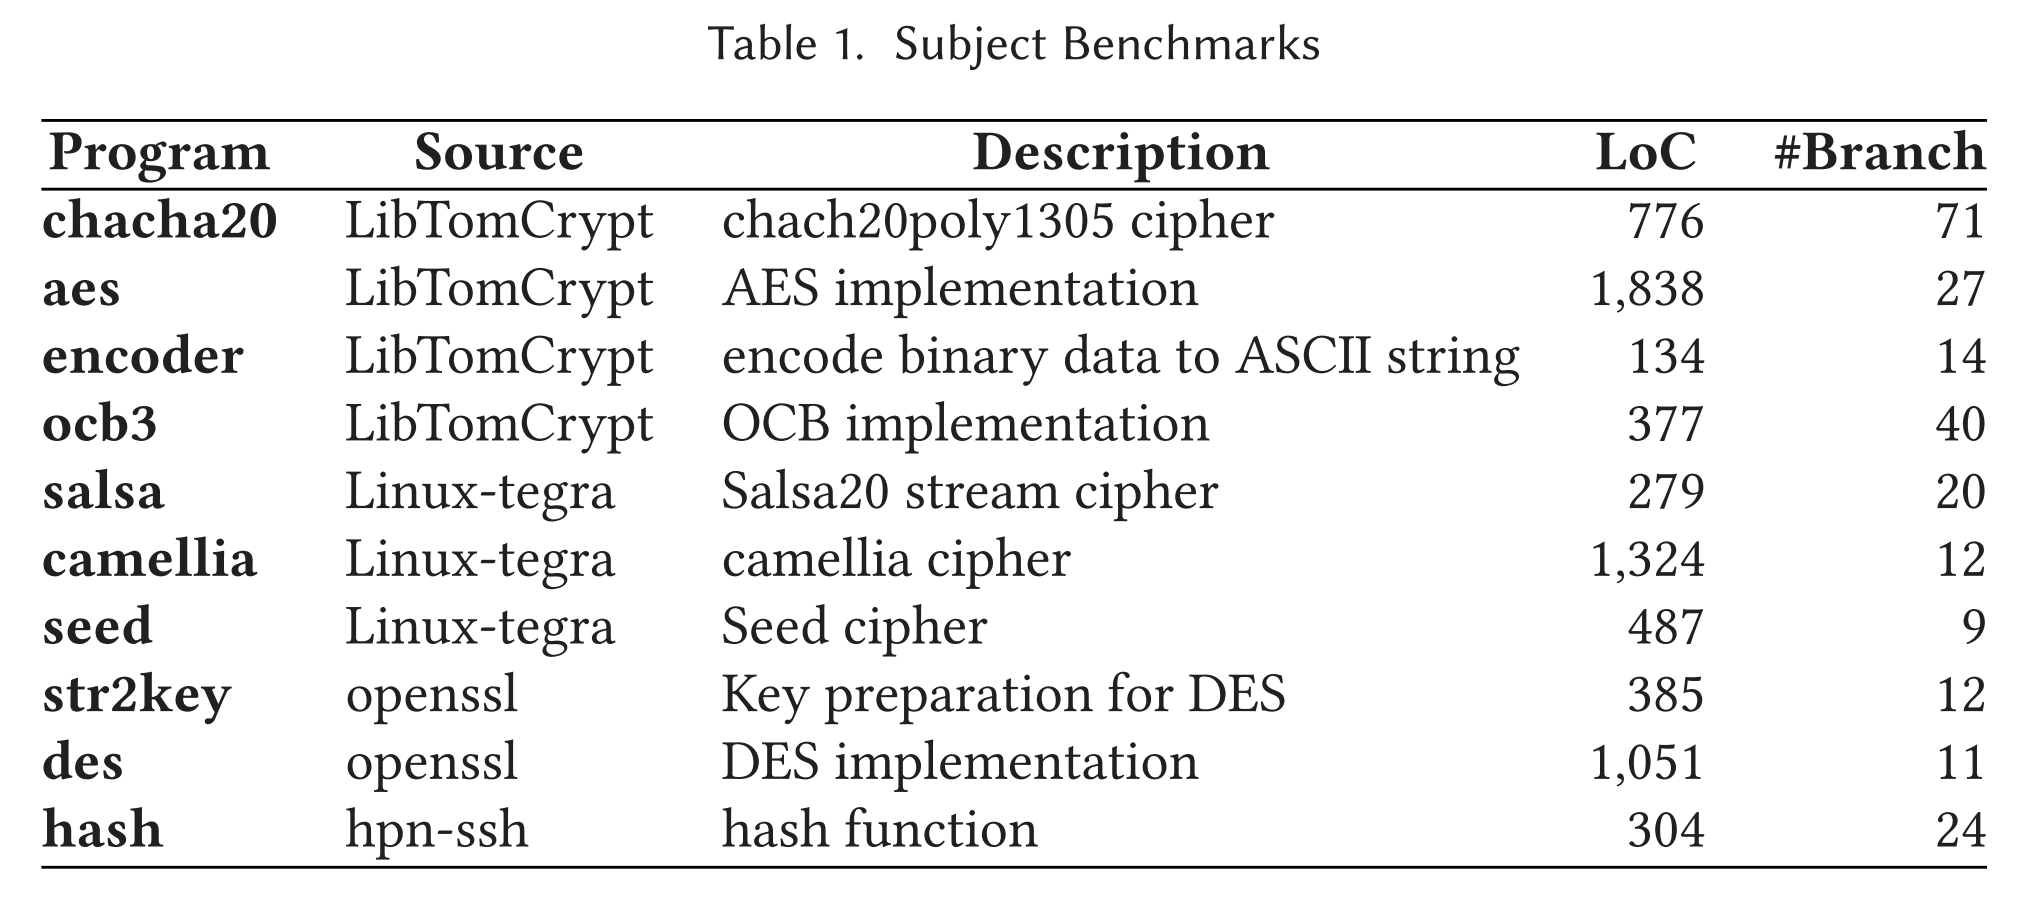 Table 1. Subject Benchmarks
Program Source Description LoC #Branch
chacha20 LibTomCrypt chach20poly1305 cipher 776 71
aes LibTomCrypt AES implementation 1,838 27
encoder LibTomCrypt encode binary data to ASCII string 134 14
ocb3 LibTomCrypt OCB implementation 377 40
salsa Linux-tegra Salsa20 stream cipher 279 20
camellia Linux-tegra camellia cipher 1,324 12
seed Linux-tegra Seed cipher 487 9
str2key openssl Key preparation for DES 385 12
des openssl DES implementation 1,051 11
hash hpn-ssh hash function 304 24